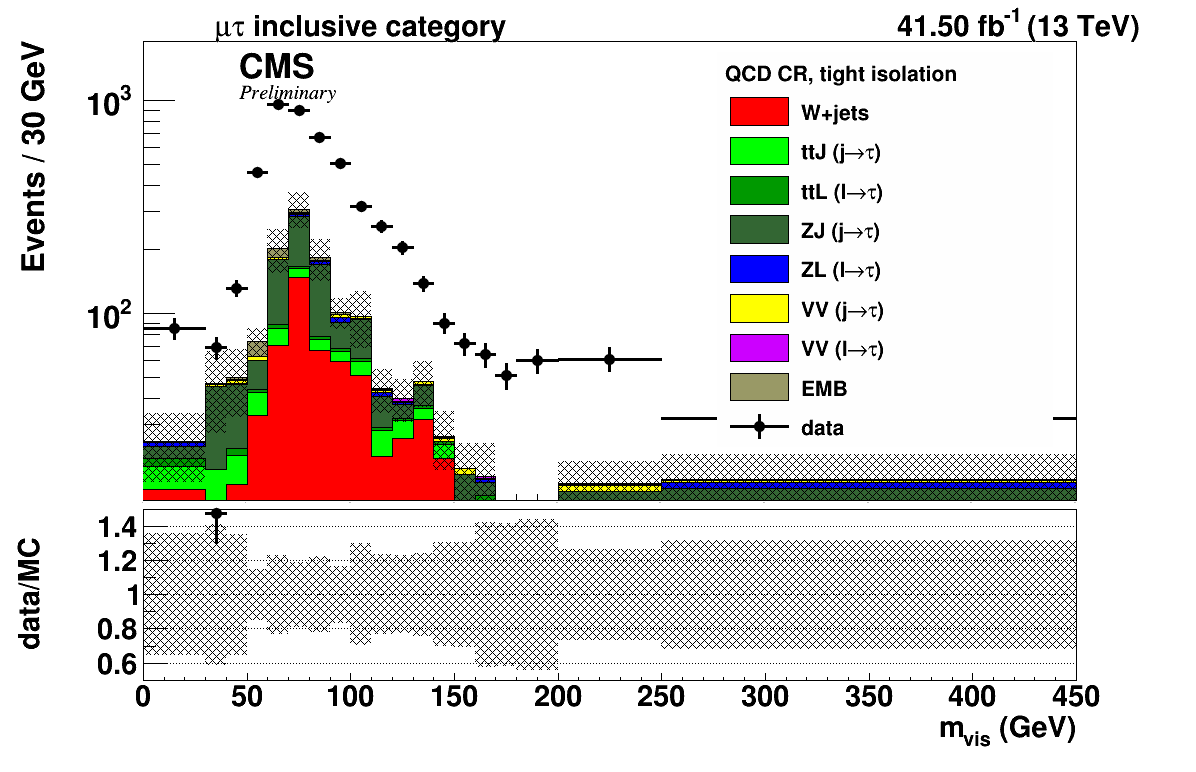 μτ inclusive category
41.50 fb⁻¹ (13 TeV)
CMS
Preliminary
QCD CR, tight isolation
W+jets
ttJ (j→τ)
ttL (l→τ)
ZJ (j→τ)
ZL (l→τ)
VV (j→τ)
VV (l→τ)
EMB
data
Events / 30 GeV
10³
10²
data/MC
1.4
1.2
1
0.8
0.6
0 50 100 150 200 250 300 350 400 450
m_vis (GeV)